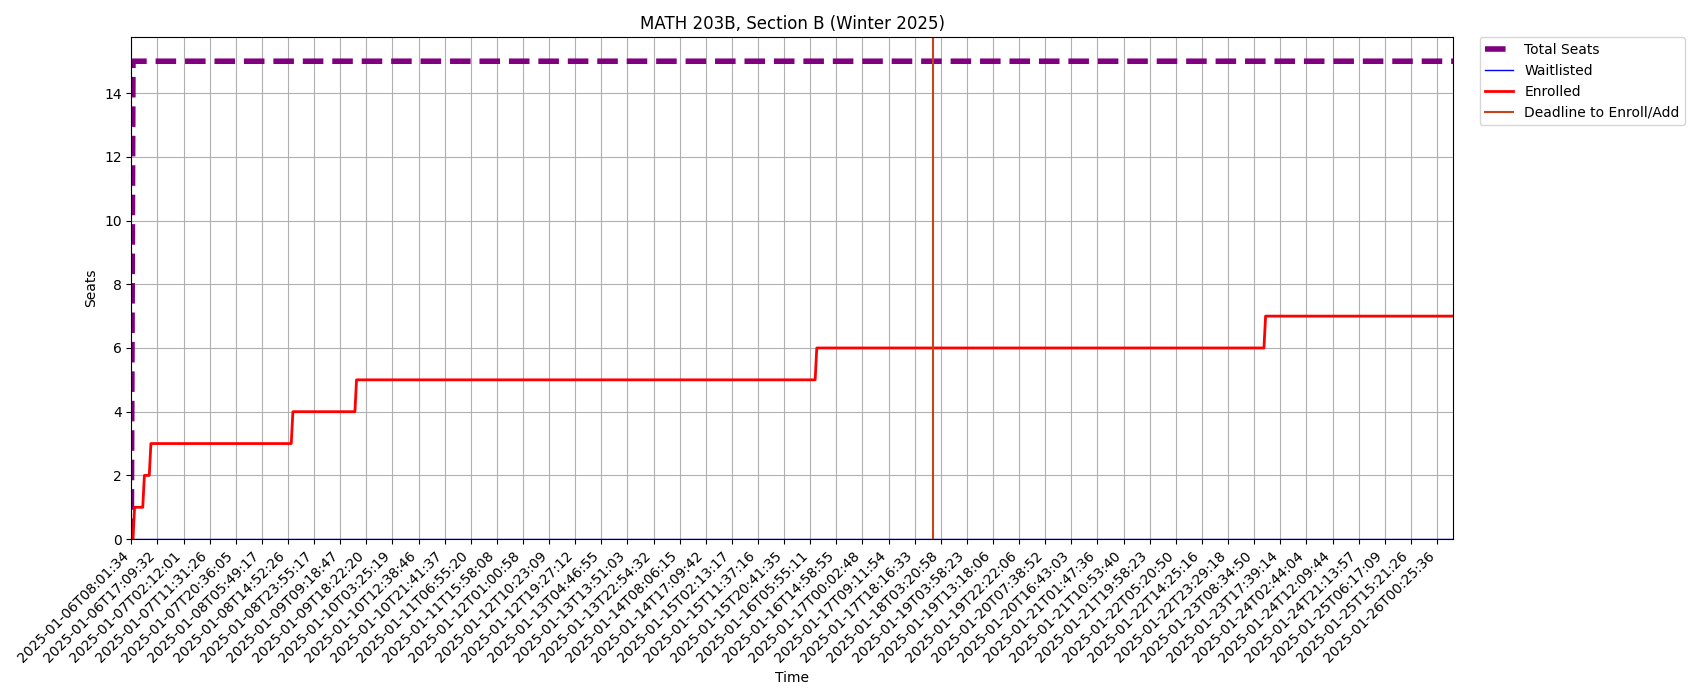 MATH 203B, Section B (Winter 2025)
Total Seats
Waitlisted
Enrolled
Deadline to Enroll/Add
Seats
14
12
10
8
6
4
2
0
2025-01-06T08:01:34
2025-01-06T17:09:32
2025-01-07T02:12:01
2025-01-07T11:31:26
2025-01-07T20:36:05
2025-01-08T05:49:17
2025-01-08T14:52:26
2025-01-08T23:55:17
2025-01-09T09:18:47
2025-01-09T18:22:20
2025-01-10T03:25:19
2025-01-10T12:38:46
2025-01-10T21:41:37
2025-01-11T06:55:20
2025-01-11T15:58:08
2025-01-12T01:00:58
2025-01-12T10:23:09
2025-01-12T19:27:12
2025-01-13T04:46:55
2025-01-13T13:51:03
2025-01-13T22:54:32
2025-01-14T08:06:15
2025-01-14T17:09:42
2025-01-15T02:13:17
2025-01-15T11:37:16
2025-01-15T20:41:35
2025-01-16T05:55:11
2025-01-16T14:58:55
2025-01-17T00:02:48
2025-01-17T09:11:54
2025-01-17T18:16:33
2025-01-18T03:20:58
2025-01-19T03:58:23
2025-01-19T13:18:06
2025-01-19T22:22:06
2025-01-20T07:38:52
2025-01-20T16:43:03
2025-01-21T01:47:36
2025-01-21T10:53:40
2025-01-21T19:58:23
2025-01-22T05:20:50
2025-01-22T14:25:16
2025-01-22T23:29:18
2025-01-23T08:34:50
2025-01-23T17:39:14
2025-01-24T02:44:04
2025-01-24T12:09:44
2025-01-24T21:13:57
2025-01-25T06:17:09
2025-01-25T15:21:26
2025-01-26T00:25:36
Time